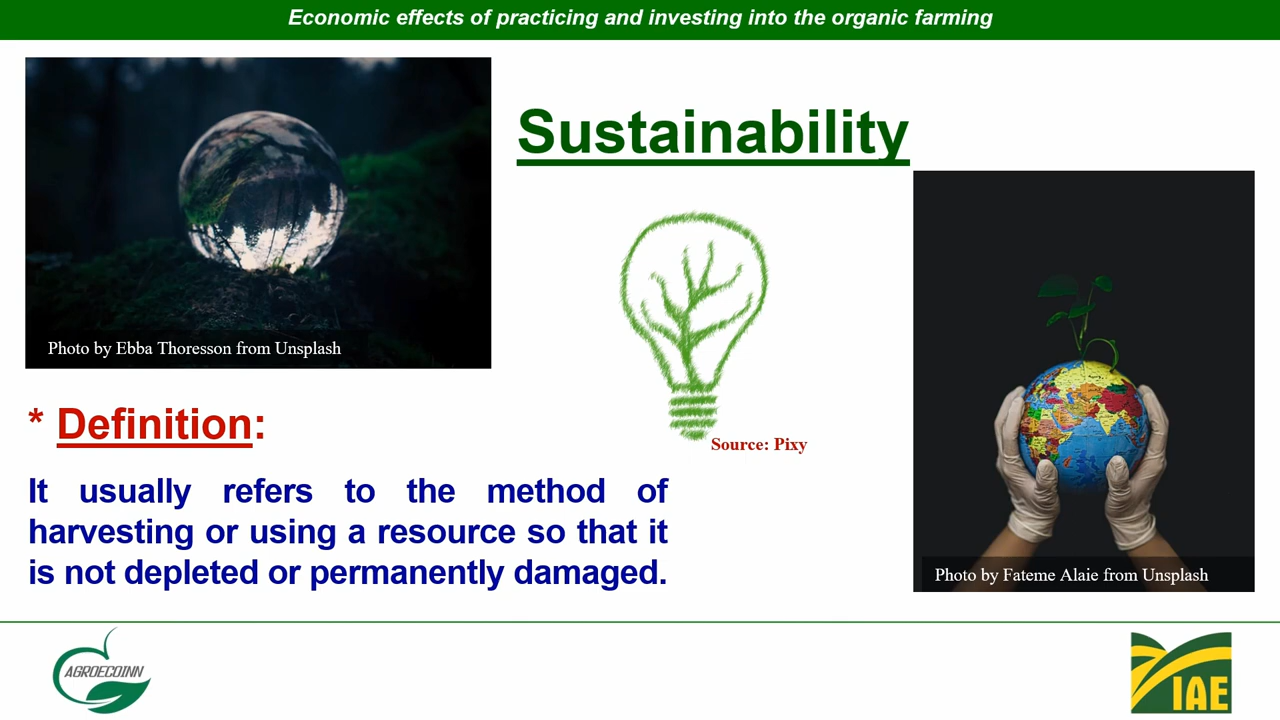 Economic effects of practicing and investing into the organic farming
Sustainability
Photo by Ebba Thoresson from Unsplash
Source: Pixy
* Definition:
It usually refers to the method of
harvesting or using a resource so that it
is not depleted or permanently damaged.
Photo by Fateme Alaie from Unsplash
AGROECOINN
IAE